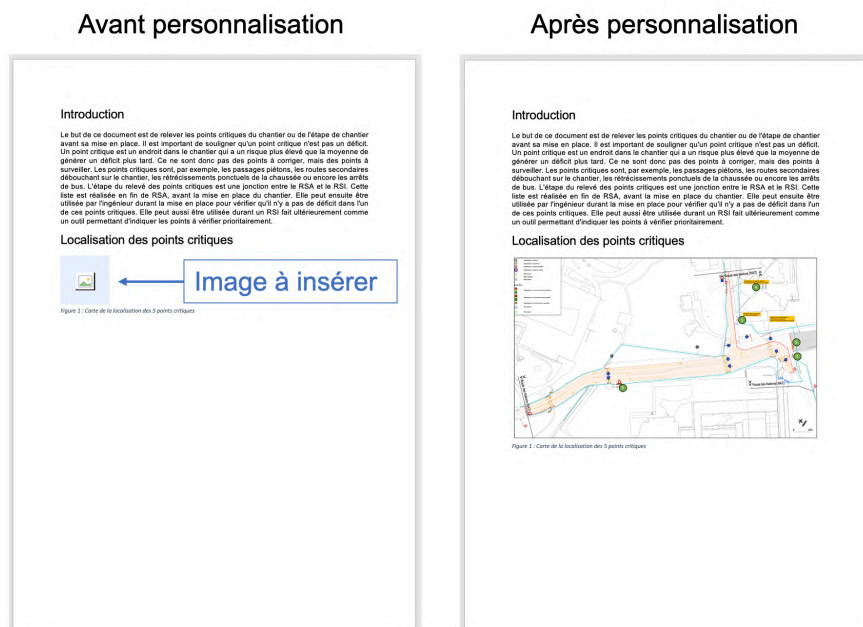 Avant personnalisation
Après personnalisation
Introduction
Le but de ce document est de relever les points critiques du chantier ou de l'étape de chantier
avant sa mise en place. Il est important de souligner qu'un point critique n'est pas un déficit.
Un point critique est un endroit dans le chantier qui a un risque plus élevé que la moyenne de
générer un déficit plus tard. Ce ne sont donc pas des points à corriger, mais des points à
surveiller. Les points critiques sont, par exemple, les passages piétons, les routes secondaires
débouchant sur le chantier, les rétrécissements ponctuels de la chaussée ou encore les arrêts
de bus. L'étape du relevé des points critiques est une jonction entre le RSA et le RSI. Cette
liste est réalisée en fin de RSA, avant la mise en place du chantier. Elle peut ensuite être
utilisée par l'ingénieur durant la mise en place pour vérifier qu'il n'y a pas de déficit dans l'un
de ces points critiques. Elle peut aussi être utilisée durant un RSI fait ultérieurement comme
un outil permettant d'indiquer les points à vérifier prioritairement.
Localisation des points critiques
Image à insérer
Figure 1 : Carte de la localisation des 5 points critiques
Introduction
Le but de ce document est de relever les points critiques du chantier ou de l'étape de chantier
avant sa mise en place. Il est important de souligner qu'un point critique n'est pas un déficit.
Un point critique est un endroit dans le chantier qui a un risque plus élevé que la moyenne de
générer un déficit plus tard. Ce ne sont donc pas des points à corriger, mais des points à
surveiller. Les points critiques sont, par exemple, les passages piétons, les routes secondaires
débouchant sur le chantier, les rétrécissements ponctuels de la chaussée ou encore les arrêts
de bus. L'étape du relevé des points critiques est une jonction entre le RSA et le RSI. Cette
liste est réalisée en fin de RSA, avant la mise en place du chantier. Elle peut ensuite être
utilisée par l'ingénieur durant la mise en place pour vérifier qu'il n'y a pas de déficit dans l'un
de ces points critiques. Elle peut aussi être utilisée durant un RSI fait ultérieurement comme
un outil permettant d'indiquer les points à vérifier prioritairement.
Localisation des points critiques
Figure 1 : Carte de la localisation des 5 points critiques